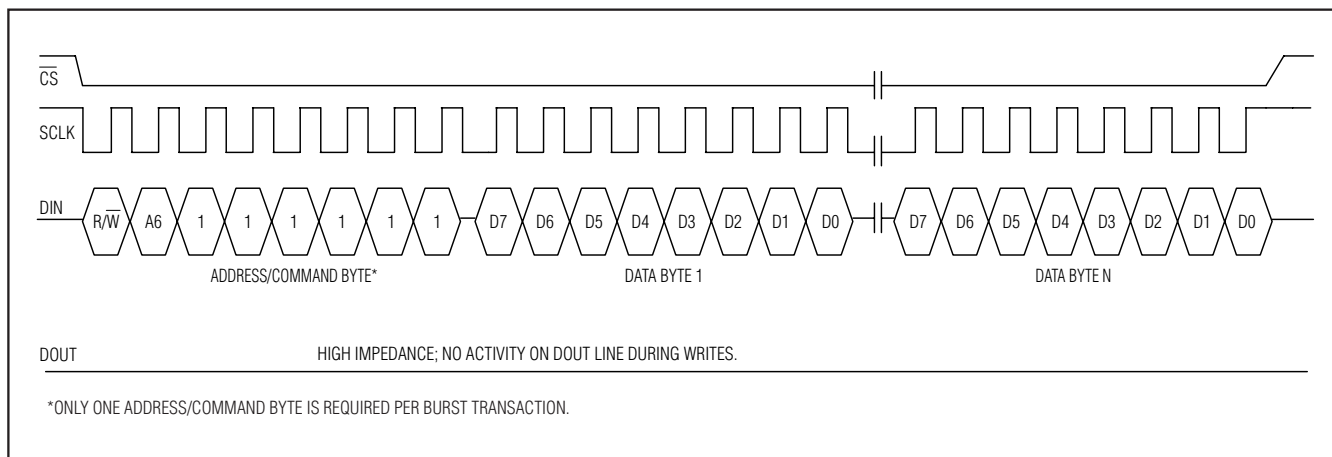 CS
SCLK
DIN
R/W A6 1 1 1 1 1 1 D7 D6 D5 D4 D3 D2 D1 D0 D7 D6 D5 D4 D3 D2 D1 D0
ADDRESS/COMMAND BYTE* DATA BYTE 1 DATA BYTE N
DOUT HIGH IMPEDANCE; NO ACTIVITY ON DOUT LINE DURING WRITES.
*ONLY ONE ADDRESS/COMMAND BYTE IS REQUIRED PER BURST TRANSACTION.